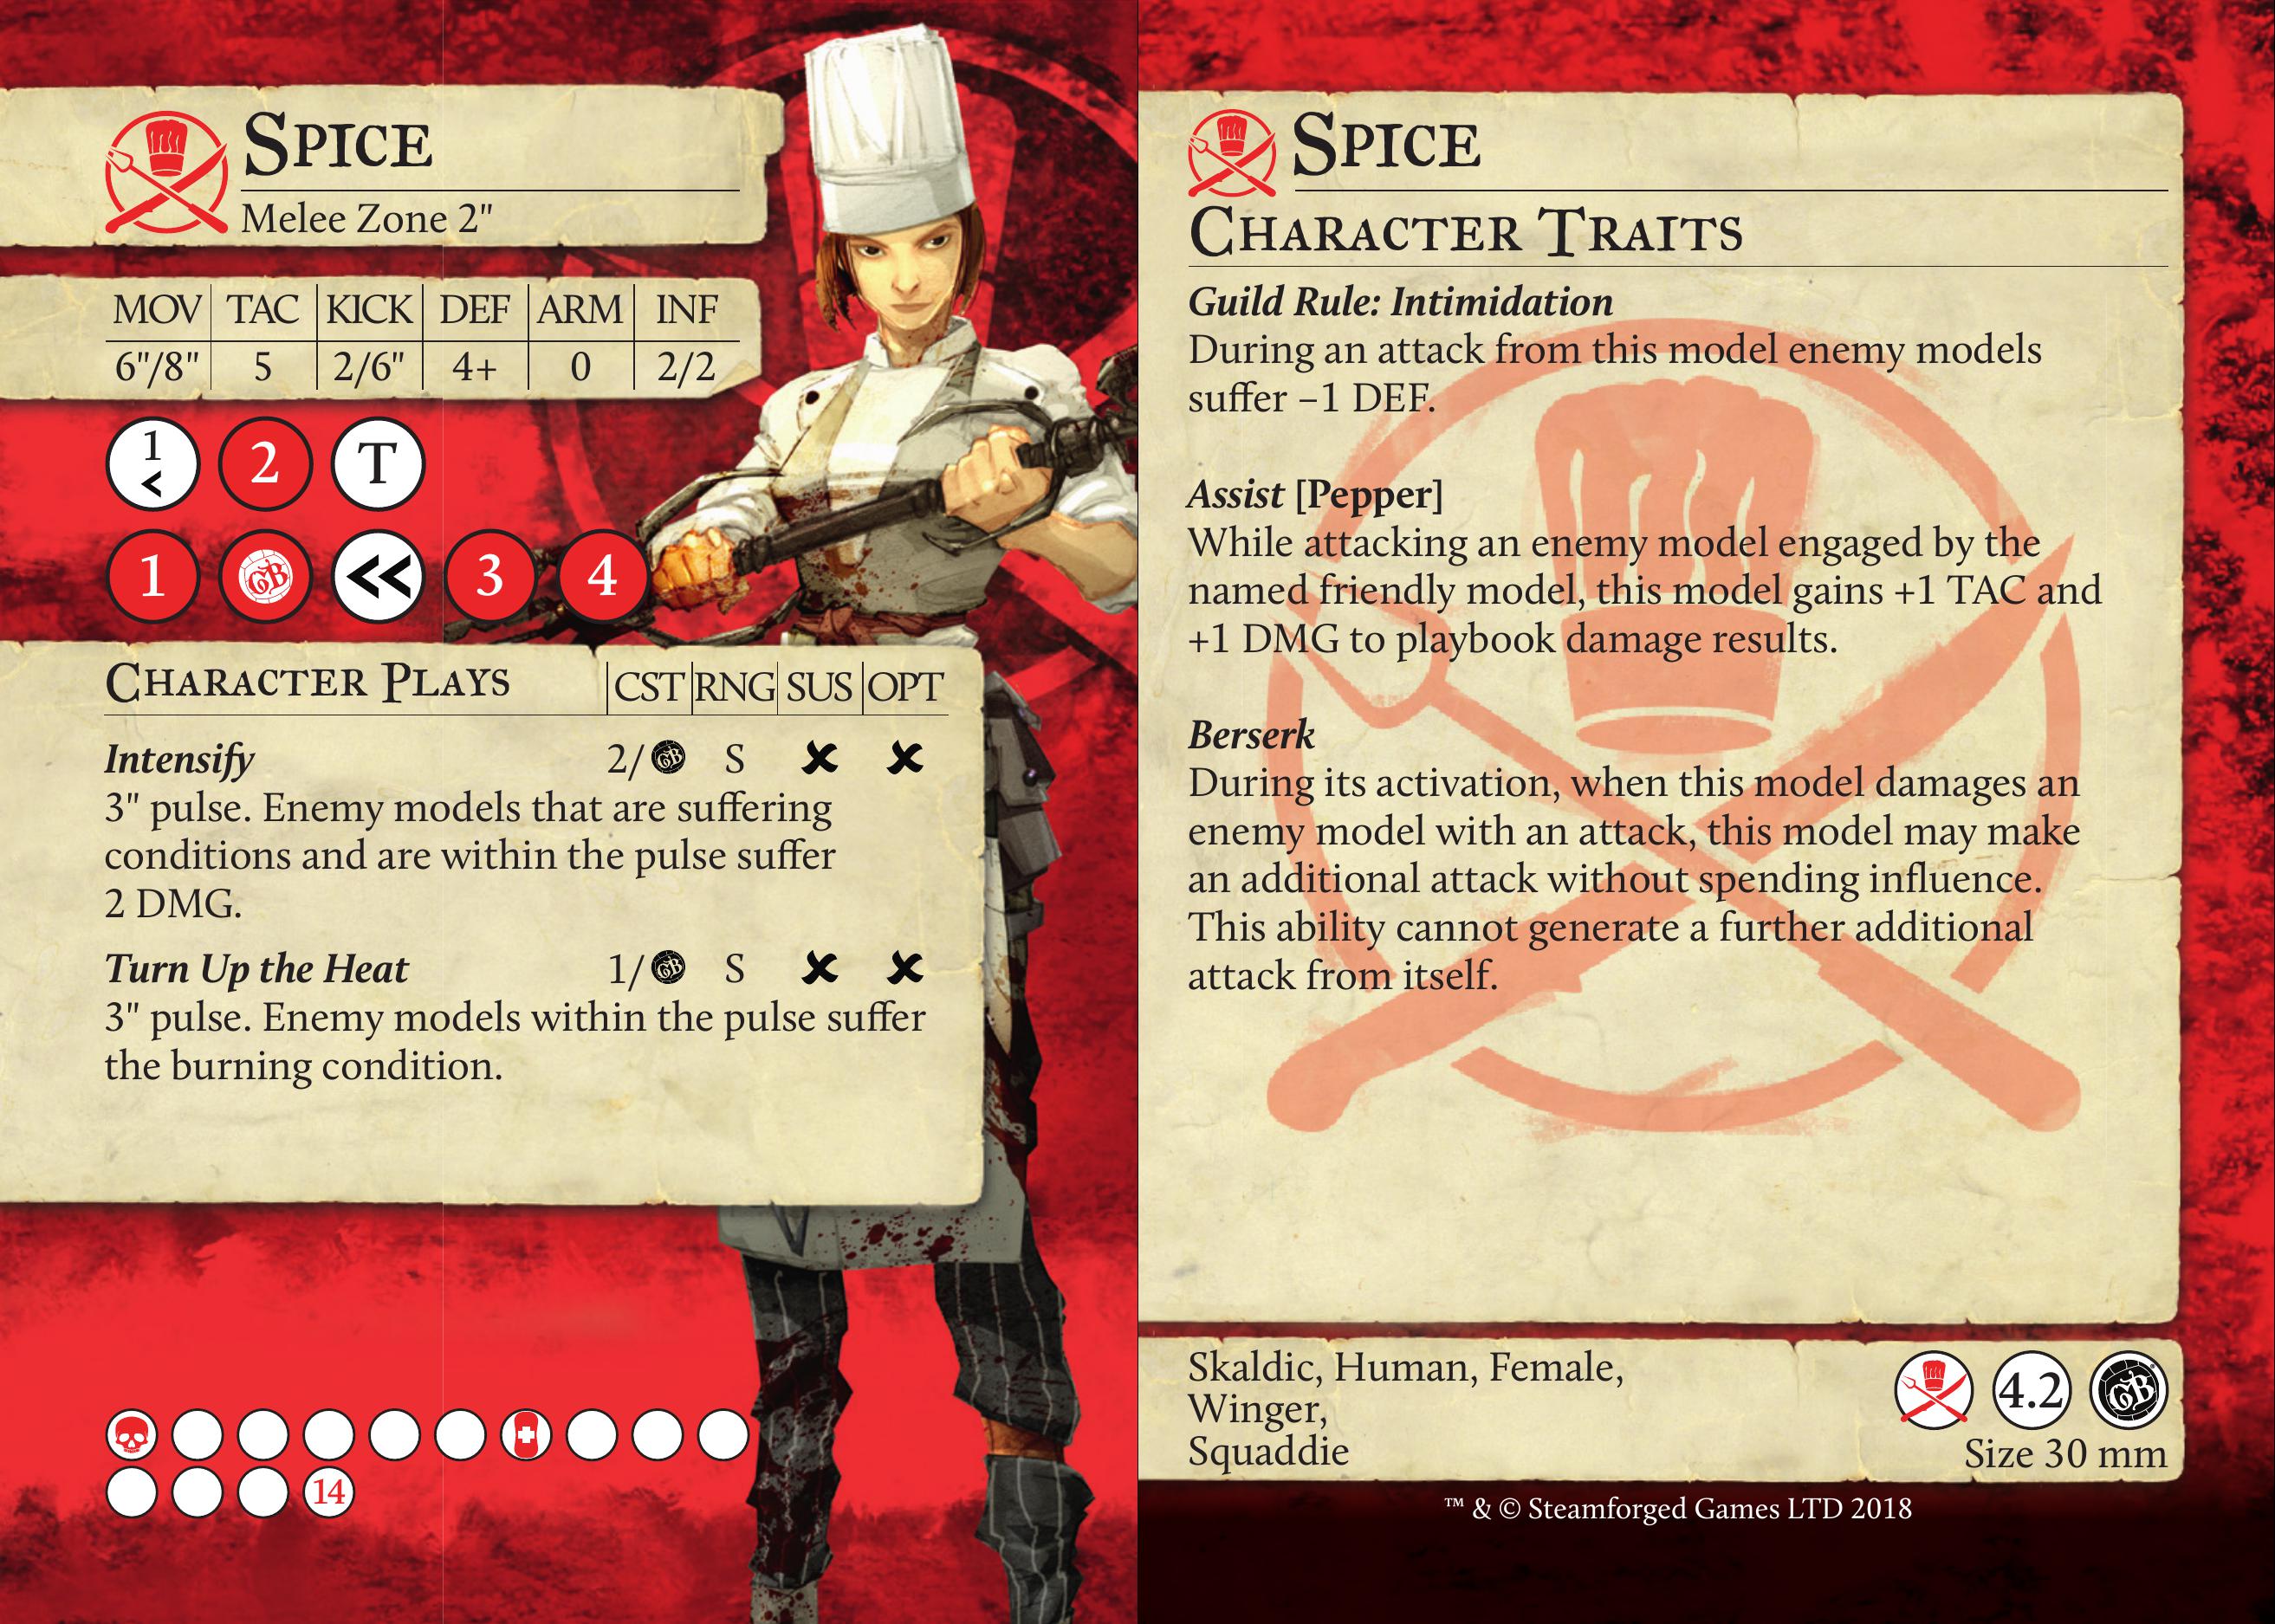 SPICE
Melee Zone 2"
MOV TAC KICK DEF ARM INF
6"/8" 5 2/6" 4+ 0 2/2
1 < 2 T
1 GB << 3 4
CHARACTER PLAYS CST RNG SUS OPT
Intensify 2/GB S ✘ ✘
3" pulse. Enemy models that are suffering
conditions and are within the pulse suffer
2 DMG.
Turn Up the Heat 1/GB S ✘ ✘
3" pulse. Enemy models within the pulse suffer
the burning condition.
14
SPICE
CHARACTER TRAITS
Guild Rule: Intimidation
During an attack from this model enemy models
suffer −1 DEF.
Assist [Pepper]
While attacking an enemy model engaged by the
named friendly model, this model gains +1 TAC and
+1 DMG to playbook damage results.
Berserk
During its activation, when this model damages an
enemy model with an attack, this model may make
an additional attack without spending influence.
This ability cannot generate a further additional
attack from itself.
Skaldic, Human, Female,
Winger,
Squaddie
4.2 GB
Size 30 mm
™ & © Steamforged Games LTD 2018